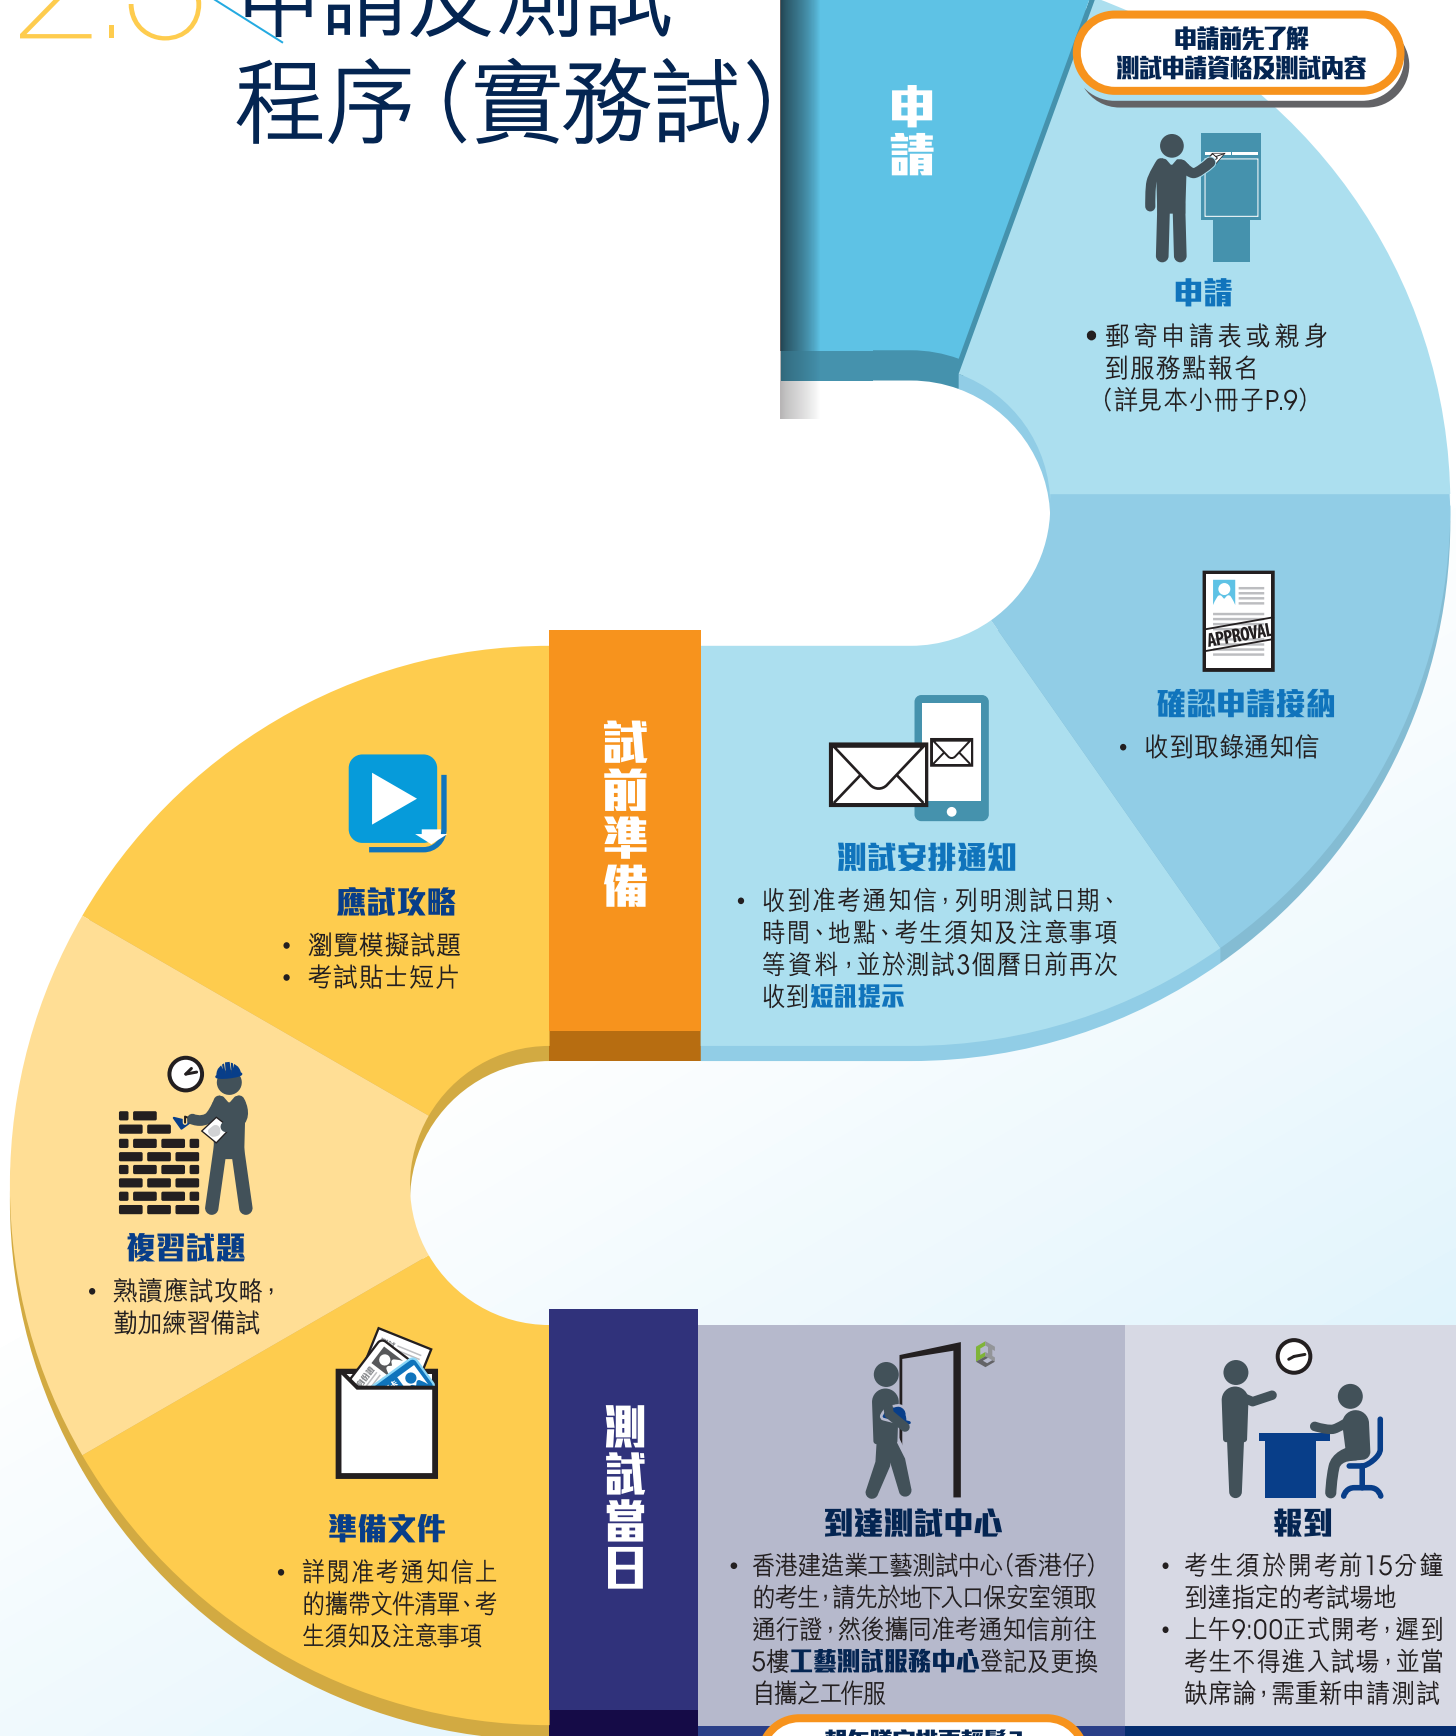 2.3 申請及測試
程序（實務試）
申請
申請前先了解
測試申請資格及測試內容
申請
• 郵寄申請表或親身
到服務點報名
（詳見本小冊子P.9）
APPROVAL
確認申請接納
• 收到取錄通知信
測試安排通知
• 收到准考通知信，列明測試日期、
時間、地點、考生須知及注意事項
等資料，並於測試3個曆日前再次
收到短訊提示
試前準備
應試攻略
• 瀏覽模擬試題
• 考試貼士短片
複習試題
• 熟讀應試攻略，
勤加練習備試
準備文件
• 詳閱准考通知信上
的攜帶文件清單、考
生須知及注意事項
測試當日
到達測試中心
• 香港建造業工藝測試中心（香港仔）
的考生，請先於地下入口保安室領取
通行證，然後攜同准考通知信前往
5樓工藝測試服務中心登記及更換
自攜之工作服
報到
• 考生須於開考前15分鐘
到達指定的考試場地
• 上午9:00正式開考，遲到
考生不得進入試場，並當
缺席論，需重新申請測試